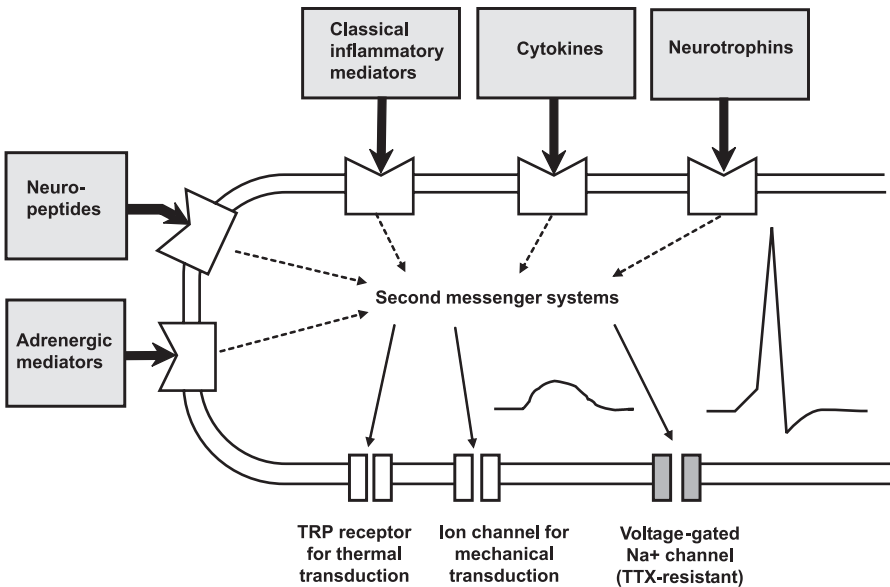 Classical
inflammatory
mediators
Cytokines
Neurotrophins
Neuro-
peptides
Adrenergic
mediators
Second messenger systems
TRP receptor
for thermal
transduction
Ion channel for
mechanical
transduction
Voltage-gated
Na+ channel
(TTX-resistant)